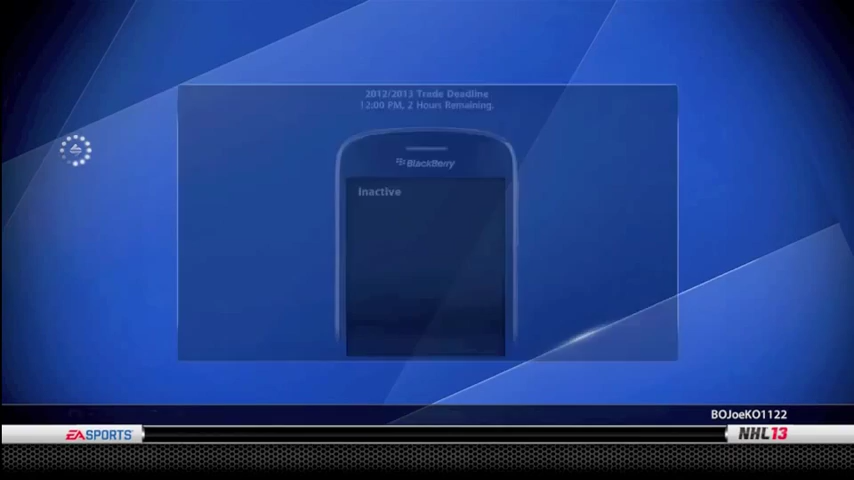 2012/2013 Trade Deadline
12:00 PM, 2 Hours Remaining.
BlackBerry
Inactive
BOJoeKO1122
EA SPORTS
NHL13